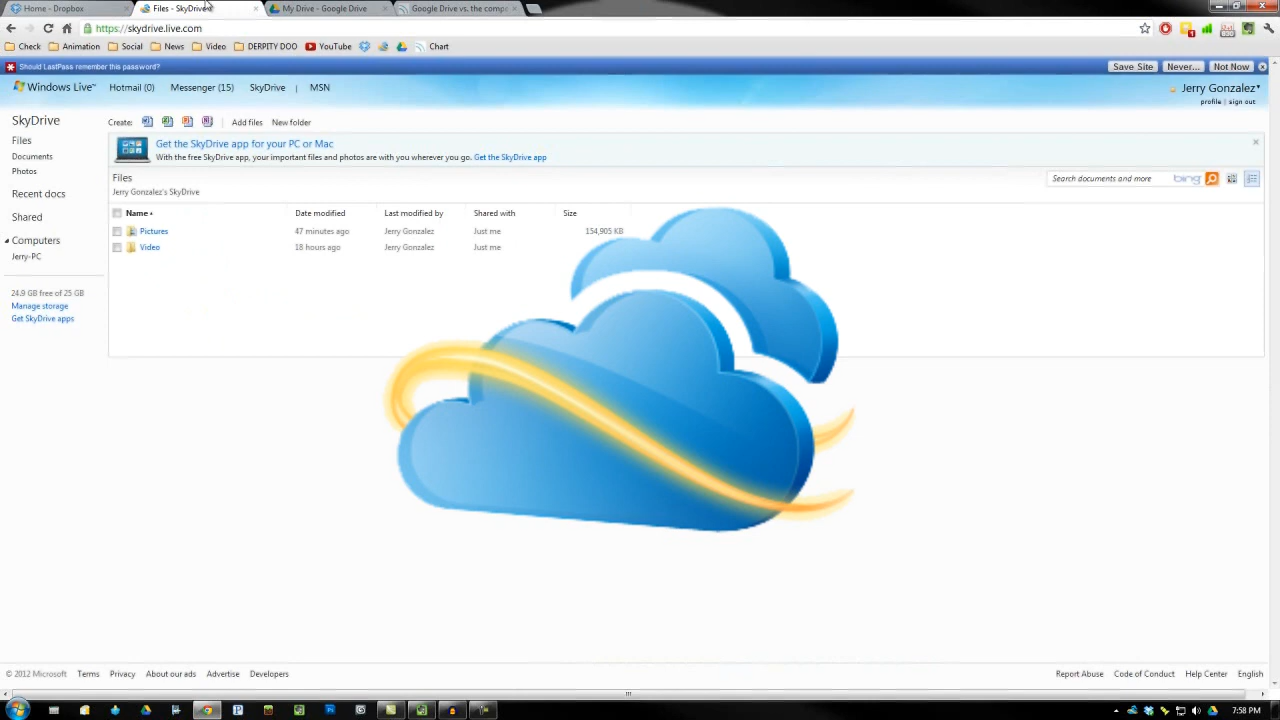 Home - Dropbox
Files - SkyDrive
My Drive - Google Drive
Google Drive vs. the comp
https://skydrive.live.com
Check
Animation
Social
News
Video
DERPITY DOO
YouTube
Chart
Should LastPass remember this password?
Save Site
Never...
Not Now
Windows Live™
Hotmail (0)
Messenger (15)
SkyDrive
MSN
Jerry Gonzalez
profile | sign out
SkyDrive
Files
Documents
Photos
Recent docs
Shared
Computers
Jerry-PC
24.9 GB free of 25 GB
Manage storage
Get SkyDrive apps
Create:
Add files
New folder
Get the SkyDrive app for your PC or Mac
With the free SkyDrive app, your important files and photos are with you wherever you go. Get the SkyDrive app
Files
Jerry Gonzalez's SkyDrive
Search documents and more
bing
Name
Date modified
Last modified by
Shared with
Size
Pictures
47 minutes ago
Jerry Gonzalez
Just me
154,905 KB
Video
18 hours ago
Jerry Gonzalez
Just me
© 2012 Microsoft
Terms
Privacy
About our ads
Advertise
Developers
Report Abuse
Code of Conduct
Help Center
English
7:58 PM